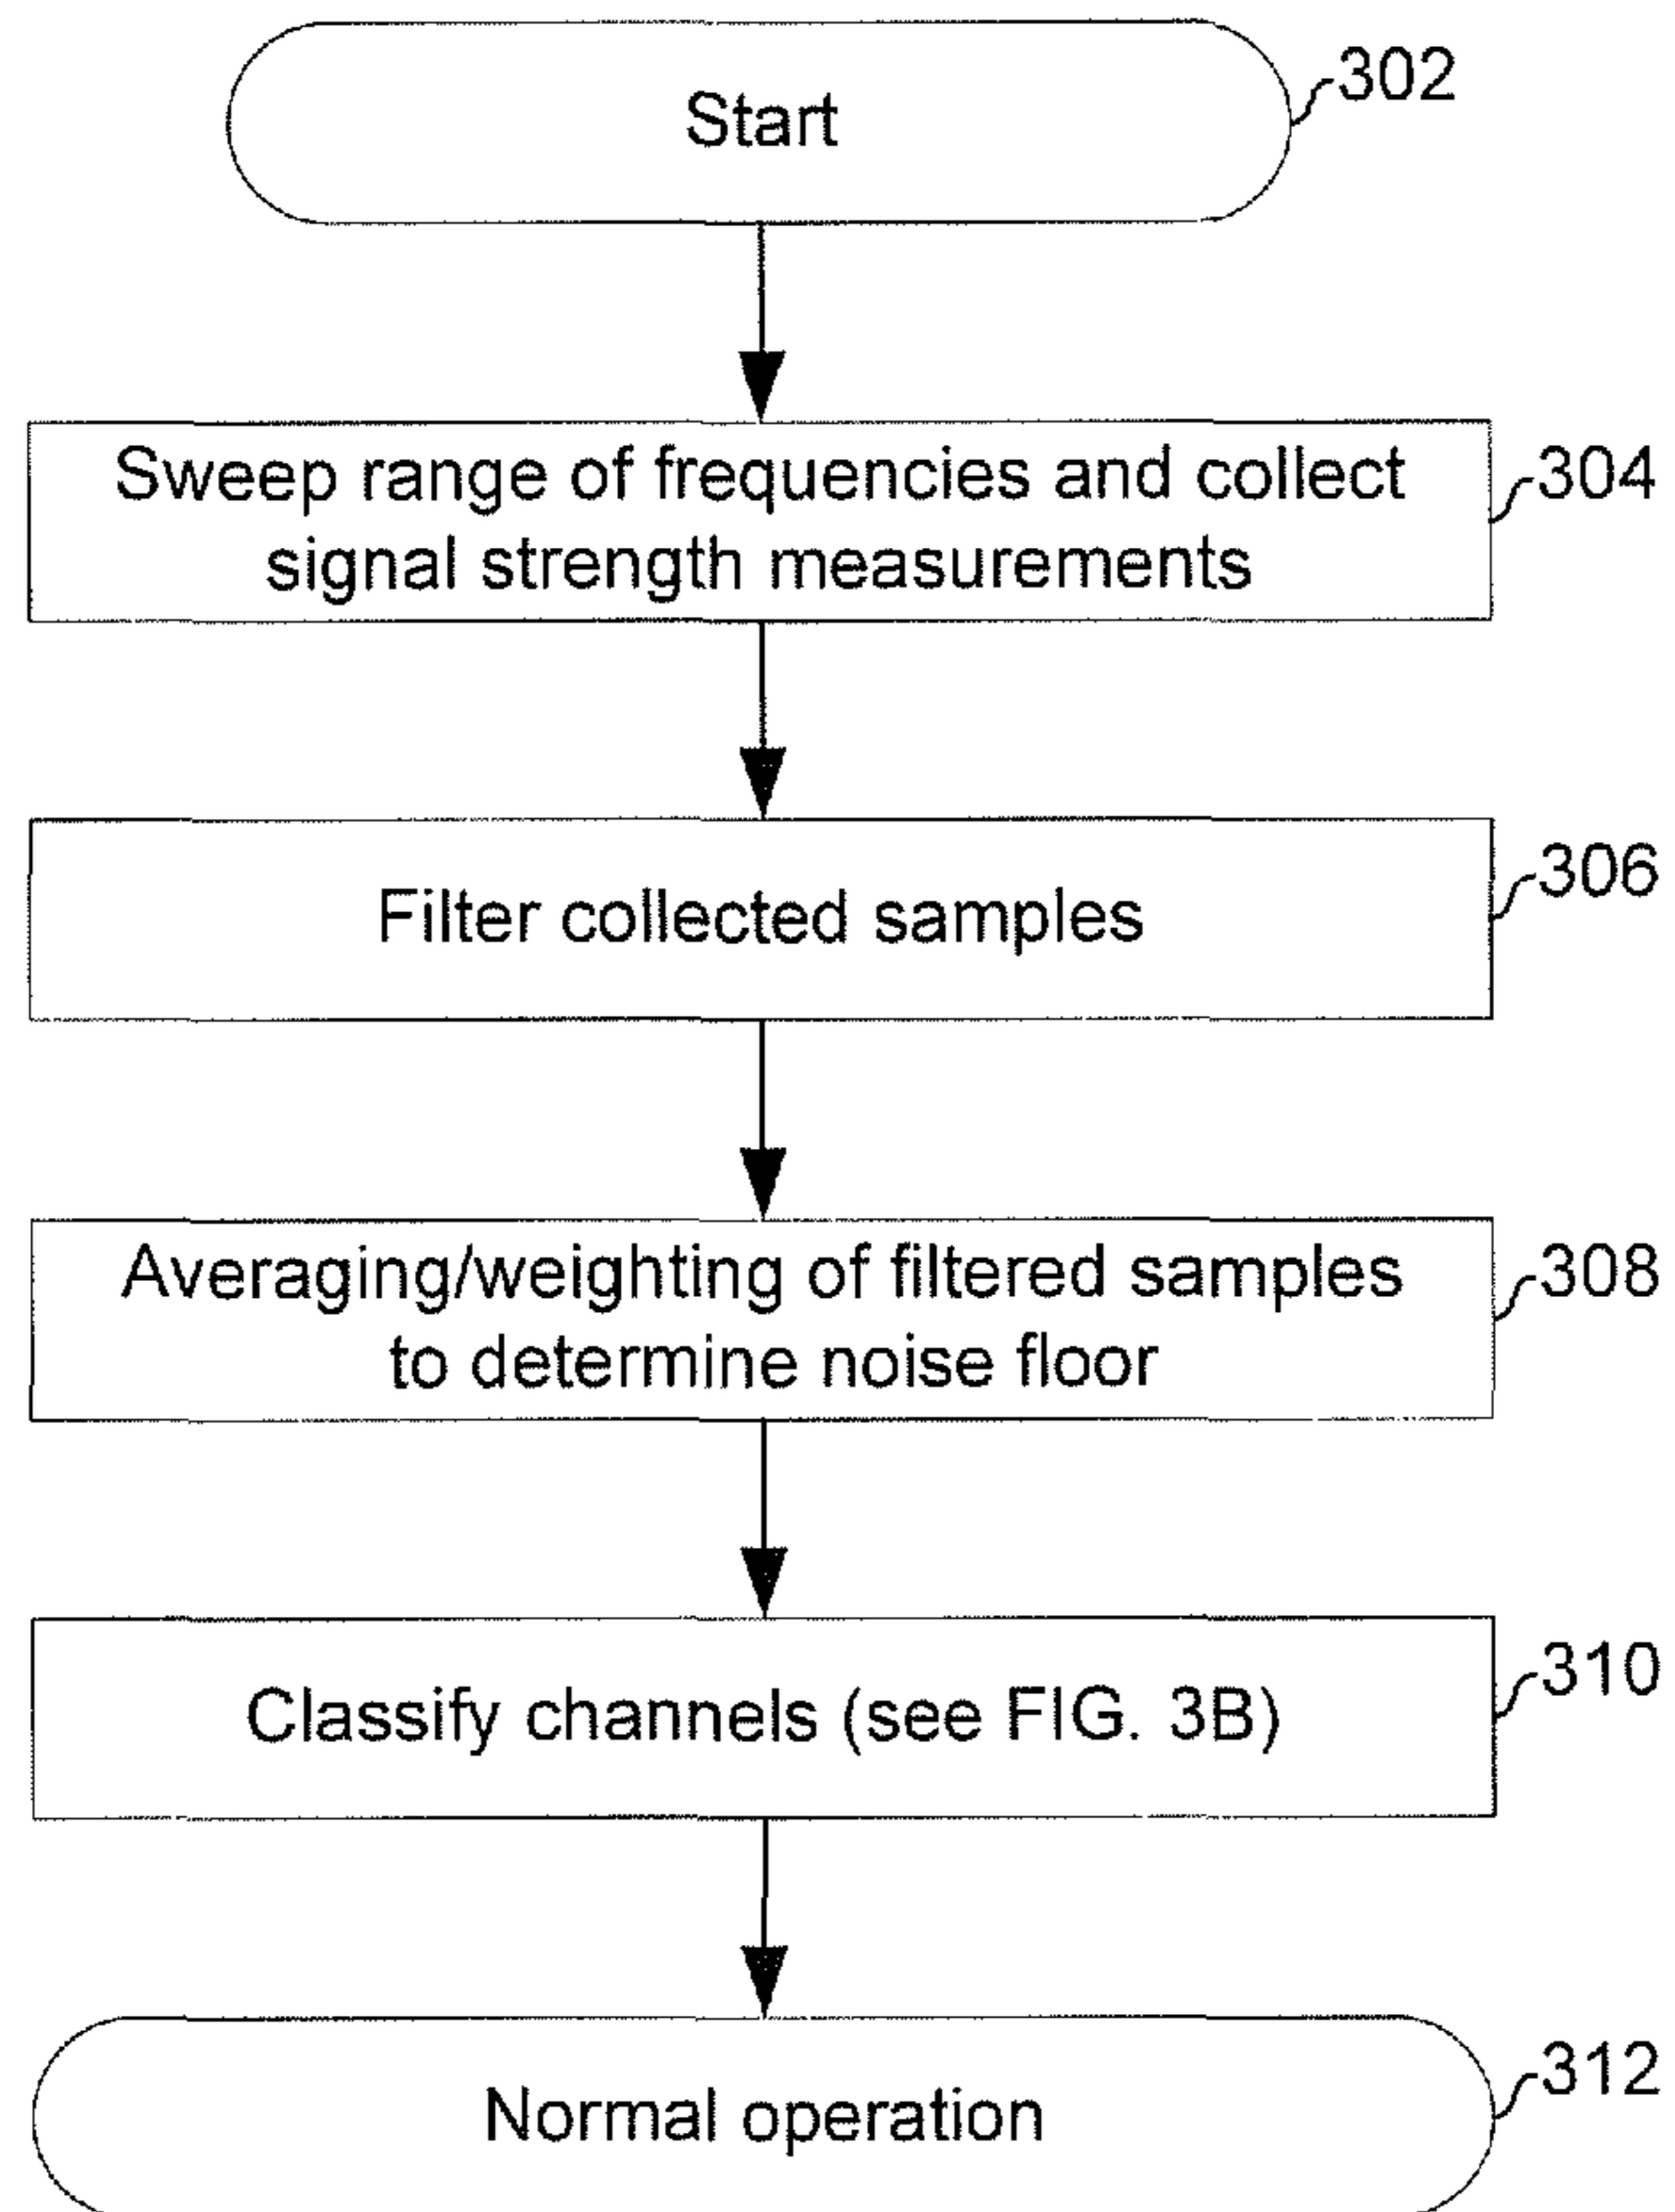 Start
302
Sweep range of frequencies and collect
signal strength measurements
304
Filter collected samples
306
Averaging/weighting of filtered samples
to determine noise floor
308
Classify channels (see FIG. 3B)
310
Normal operation
312